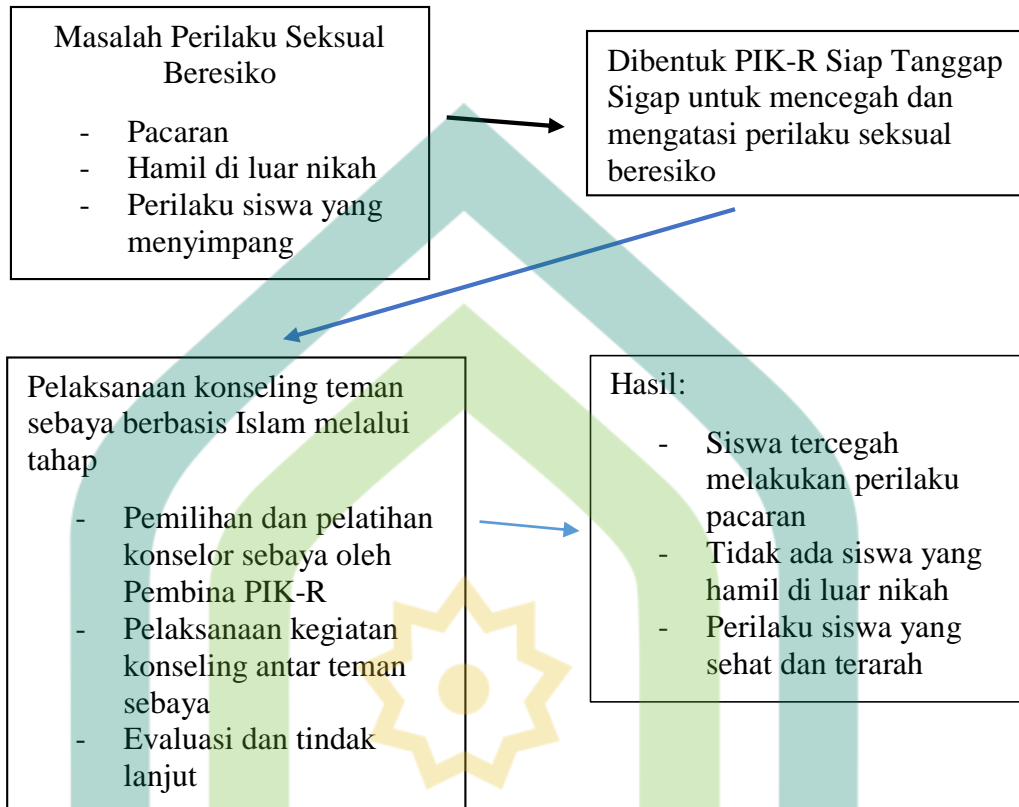 Masalah Perilaku Seksual
Beresiko
- Pacaran
- Hamil di luar nikah
- Perilaku siswa yang
menyimpang
Dibentuk PIK-R Siap Tanggap
Sigap untuk mencegah dan
mengatasi perilaku seksual
beresiko
Pelaksanaan konseling teman
sebaya berbasis Islam melalui
tahap
- Pemilihan dan pelatihan
konselor sebaya oleh
Pembina PIK-R
- Pelaksanaan kegiatan
konseling antar teman
sebaya
- Evaluasi dan tindak
lanjut
Hasil:
- Siswa tercegah
melakukan perilaku
pacaran
- Tidak ada siswa yang
hamil di luar nikah
- Perilaku siswa yang
sehat dan terarah